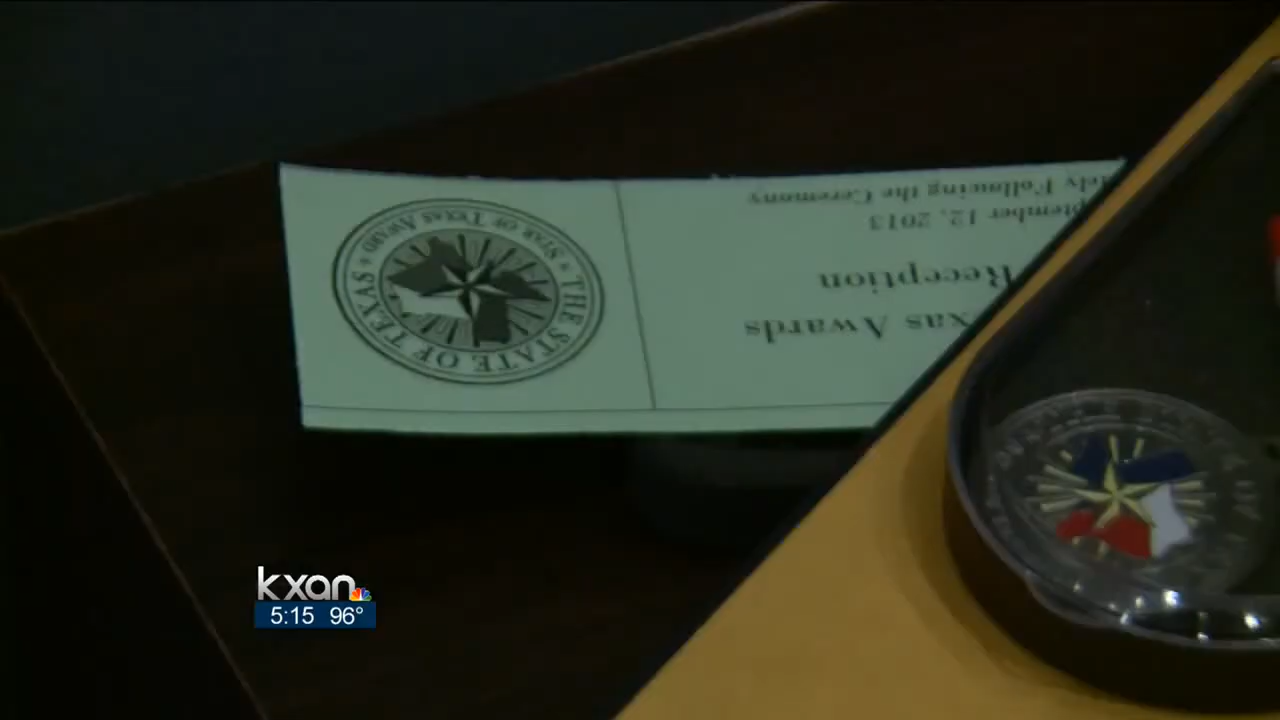 xas Awards
Reception
ptember 12, 2013
ely Following the Ceremony
THE STATE OF TEXAS
★ STAR OF TEXAS AWARD ★
kxan
5:15 96°